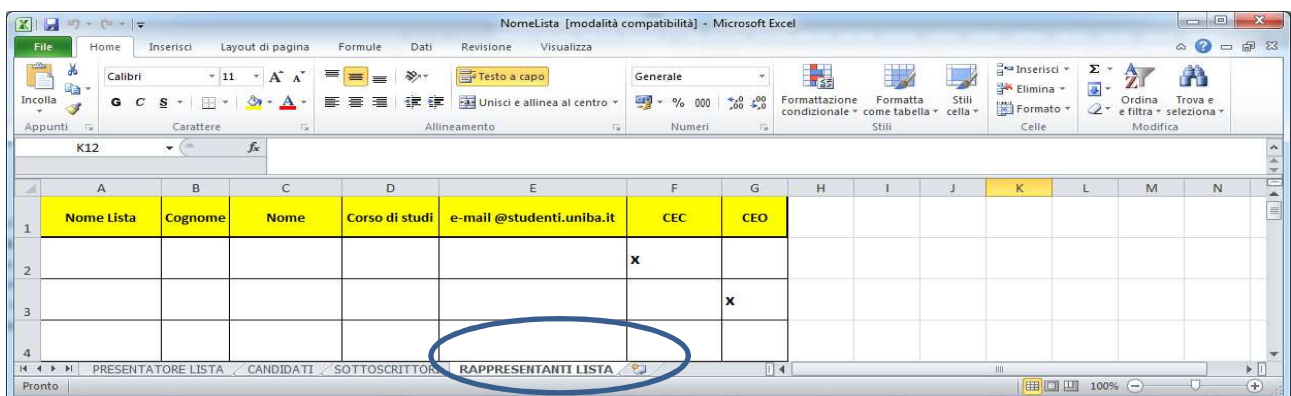 NomeLista [modalità compatibilità] - Microsoft Excel
File Home Inserisci Layout di pagina Formule Dati Revisione Visualizza
Calibri 11 A A Testo a capo Generale Inserisci Σ
Incolla G C S A Unisci e allinea al centro % 000 Formattazione condizionale Formatta come tabella Stili cella Elimina Formato Ordina e filtra Trova e seleziona
Appunti Carattere Allineamento Numeri Stili Celle Modifica
K12 fx
A B C D E F G H I J K L M N
1 Nome Lista Cognome Nome Corso di studi e-mail @studenti.uniba.it CEC CEO
2 x
3 x
4
PRESENTATORE LISTA CANDIDATI SOTTOSCRITTORI RAPPRESENTANTI LISTA
Pronto 100%